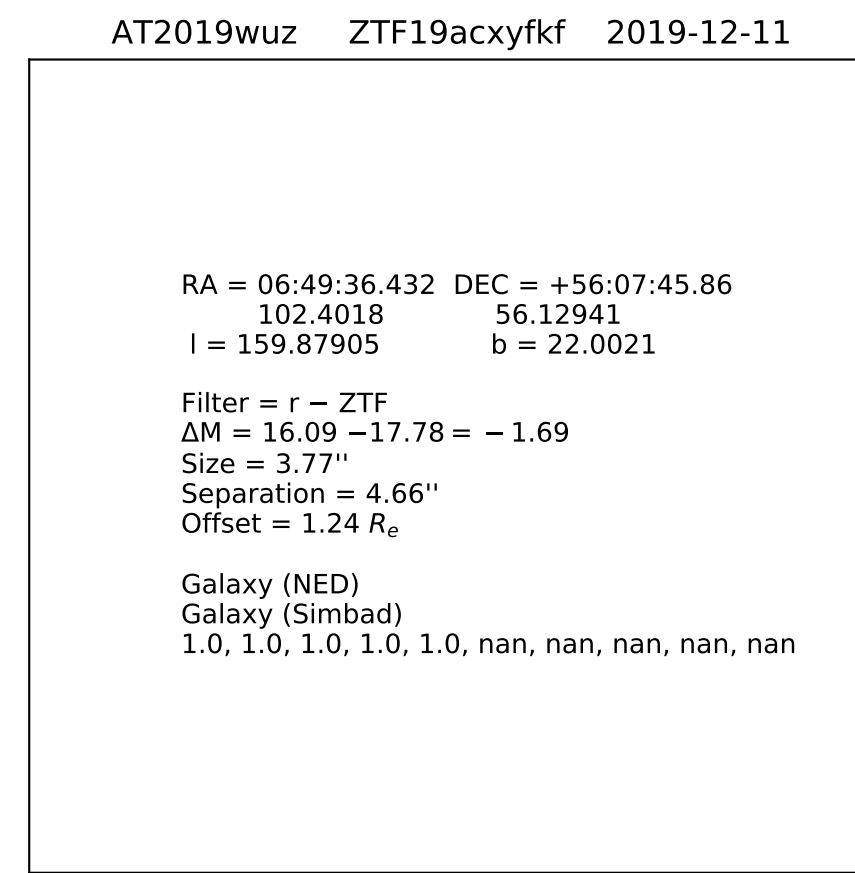 AT2019wuz ZTF19acxyfkf 2019-12-11
RA = 06:49:36.432 DEC = +56:07:45.86
102.4018 56.12941
l = 159.87905 b = 22.0021
Filter = r − ZTF
ΔM = 16.09 −17.78 = − 1.69
Size = 3.77''
Separation = 4.66''
Offset = 1.24 Re
Galaxy (NED)
Galaxy (Simbad)
1.0, 1.0, 1.0, 1.0, 1.0, nan, nan, nan, nan, nan